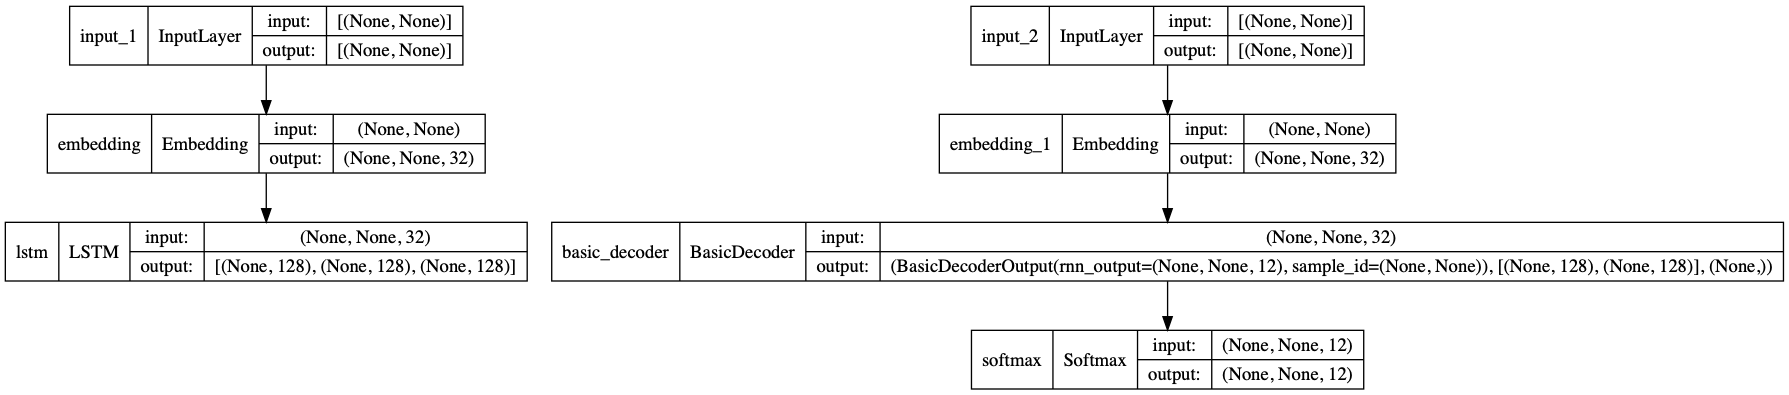 input_1 InputLayer input: [(None, None)]
output: [(None, None)]
input_2 InputLayer input: [(None, None)]
output: [(None, None)]
embedding Embedding input: (None, None)
output: (None, None, 32)
embedding_1 Embedding input: (None, None)
output: (None, None, 32)
lstm LSTM input: (None, None, 32)
output: [(None, 128), (None, 128), (None, 128)]
basic_decoder BasicDecoder input: (None, None, 32)
output: (BasicDecoderOutput(rnn_output=(None, None, 12), sample_id=(None, None)), [(None, 128), (None, 128)], (None,))
softmax Softmax input: (None, None, 12)
output: (None, None, 12)